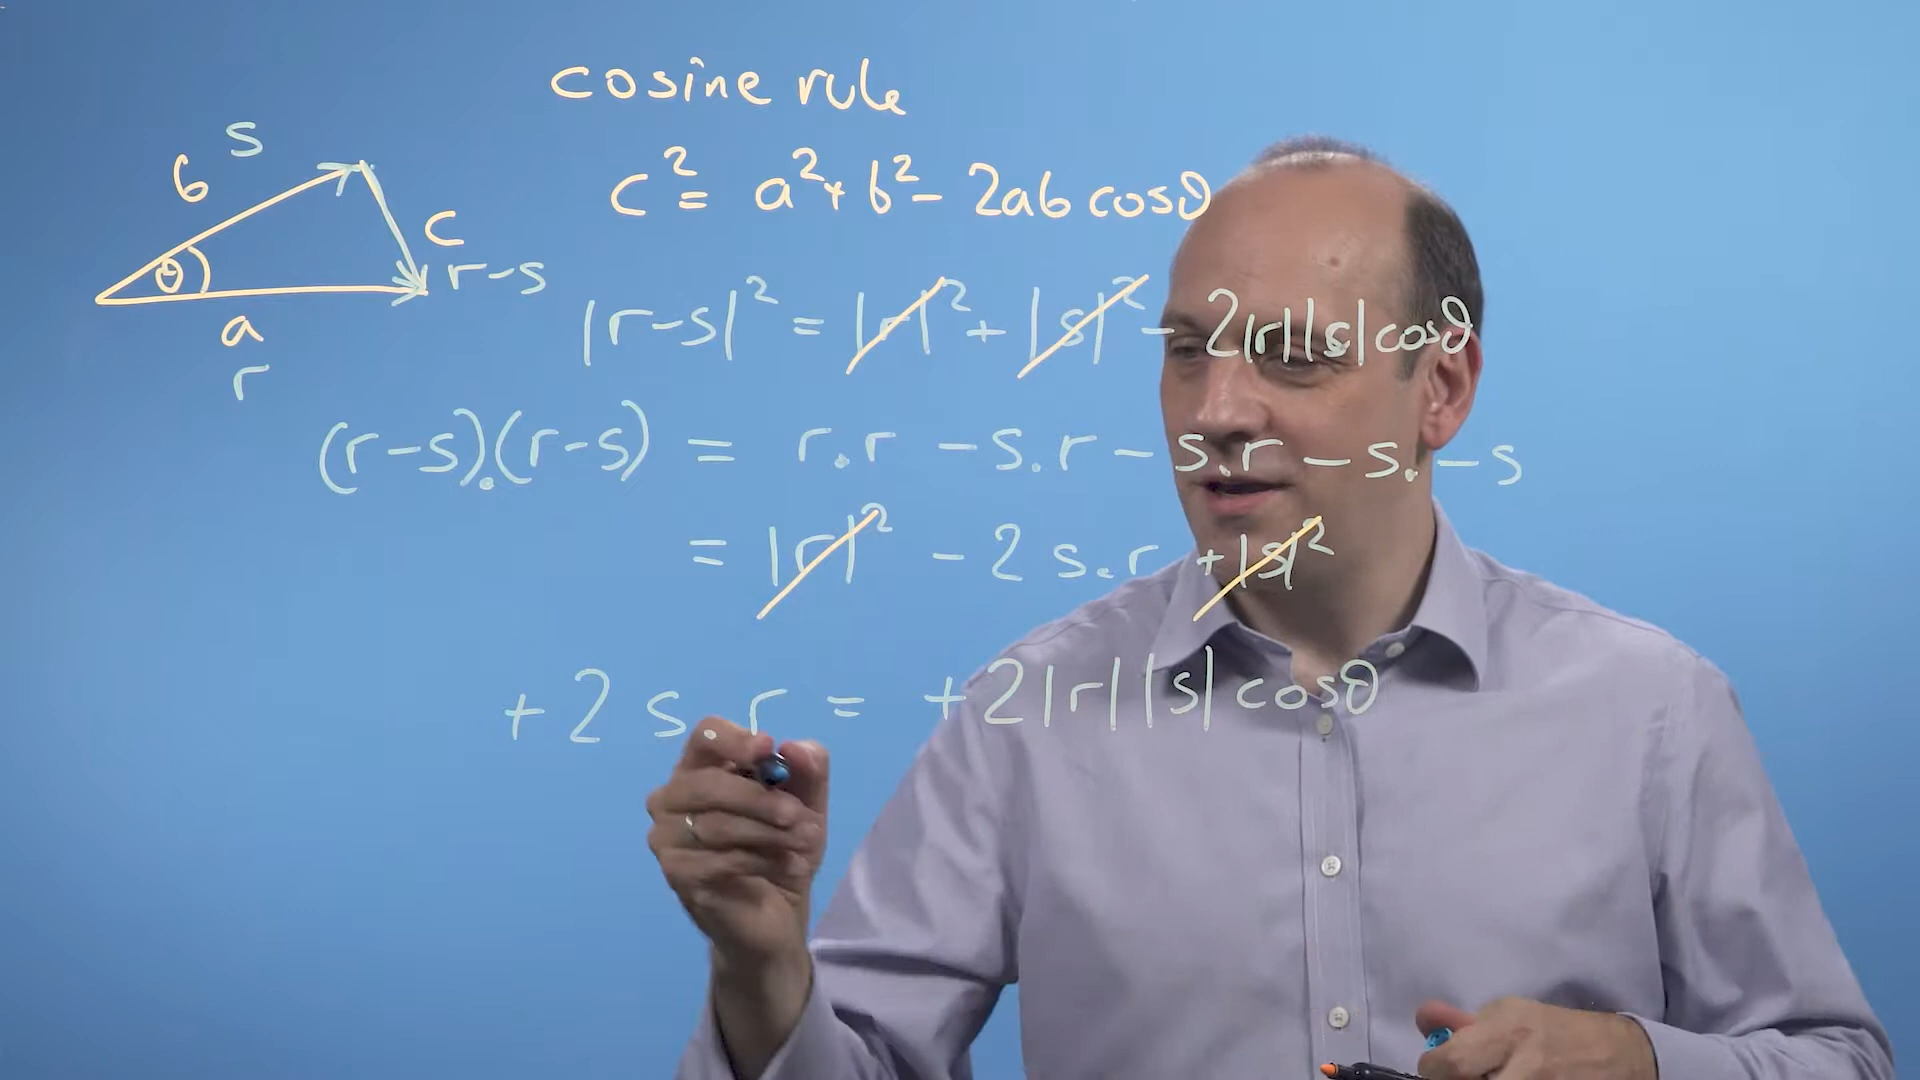 cosine rule
c² = a² + b² - 2ab cosθ
b s
θ
c
r-s
a
r
|r-s|² = |r|² + |s|² - 2|r||s|cosθ
(r-s).(r-s) = r.r - s.r - s.r - s.-s
= |r|² - 2 s.r + |s|²
+2 s.r = +2|r||s| cosθ